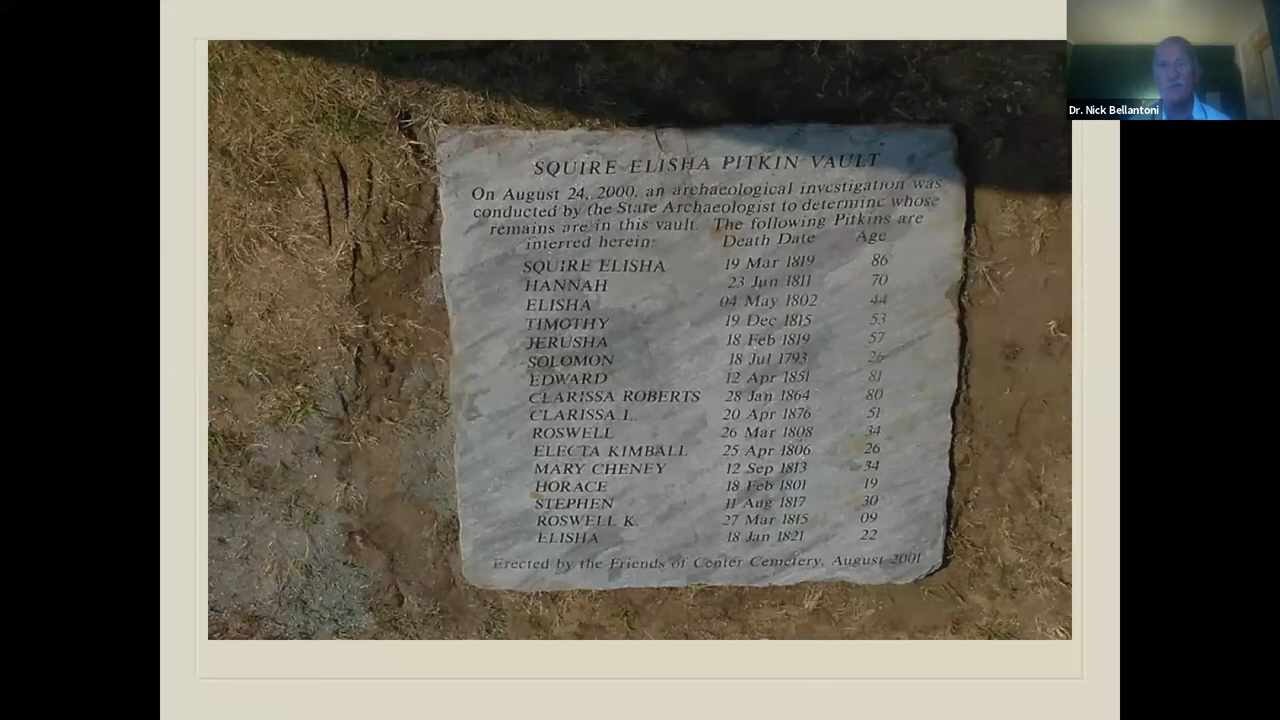 Dr. Nick Bellantoni
SQUIRE ELISHA PITKIN VAULT
On August 24, 2000, an archaeological investigation was
conducted by the State Archaeologist to determine whose
remains are in this vault. The following Pitkins are
interred herein: Death Date Age
SQUIRE ELISHA 19 Mar 1819 86
HANNAH 23 Jun 1811 70
ELISHA 04 May 1802 44
TIMOTHY 19 Dec 1815 53
JERUSHA 18 Feb 1819 57
SOLOMON 18 Jul 1793 26
EDWARD 12 Apr 1851 81
CLARISSA ROBERTS 28 Jan 1864 80
CLARISSA L. 20 Apr 1876 51
ROSWELL 26 Mar 1808 34
ELECTA KIMBALL 25 Apr 1806 26
MARY CHENEY 12 Sep 1813 34
HORACE 18 Feb 1801 19
STEPHEN 11 Aug 1817 30
ROSWELL K. 27 Mar 1815 09
ELISHA 18 Jan 1821 22
Erected by the Friends of Center Cemetery, August 2001